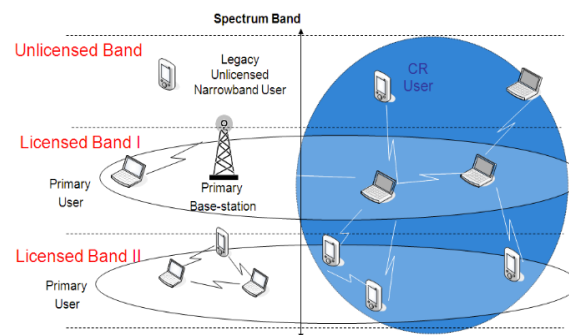 Spectrum Band
Unlicensed Band
Legacy
Unlicensed
Narrowband User
CR
User
Licensed Band I
Primary
User
Primary
Base-station
Licensed Band II
Primary
User